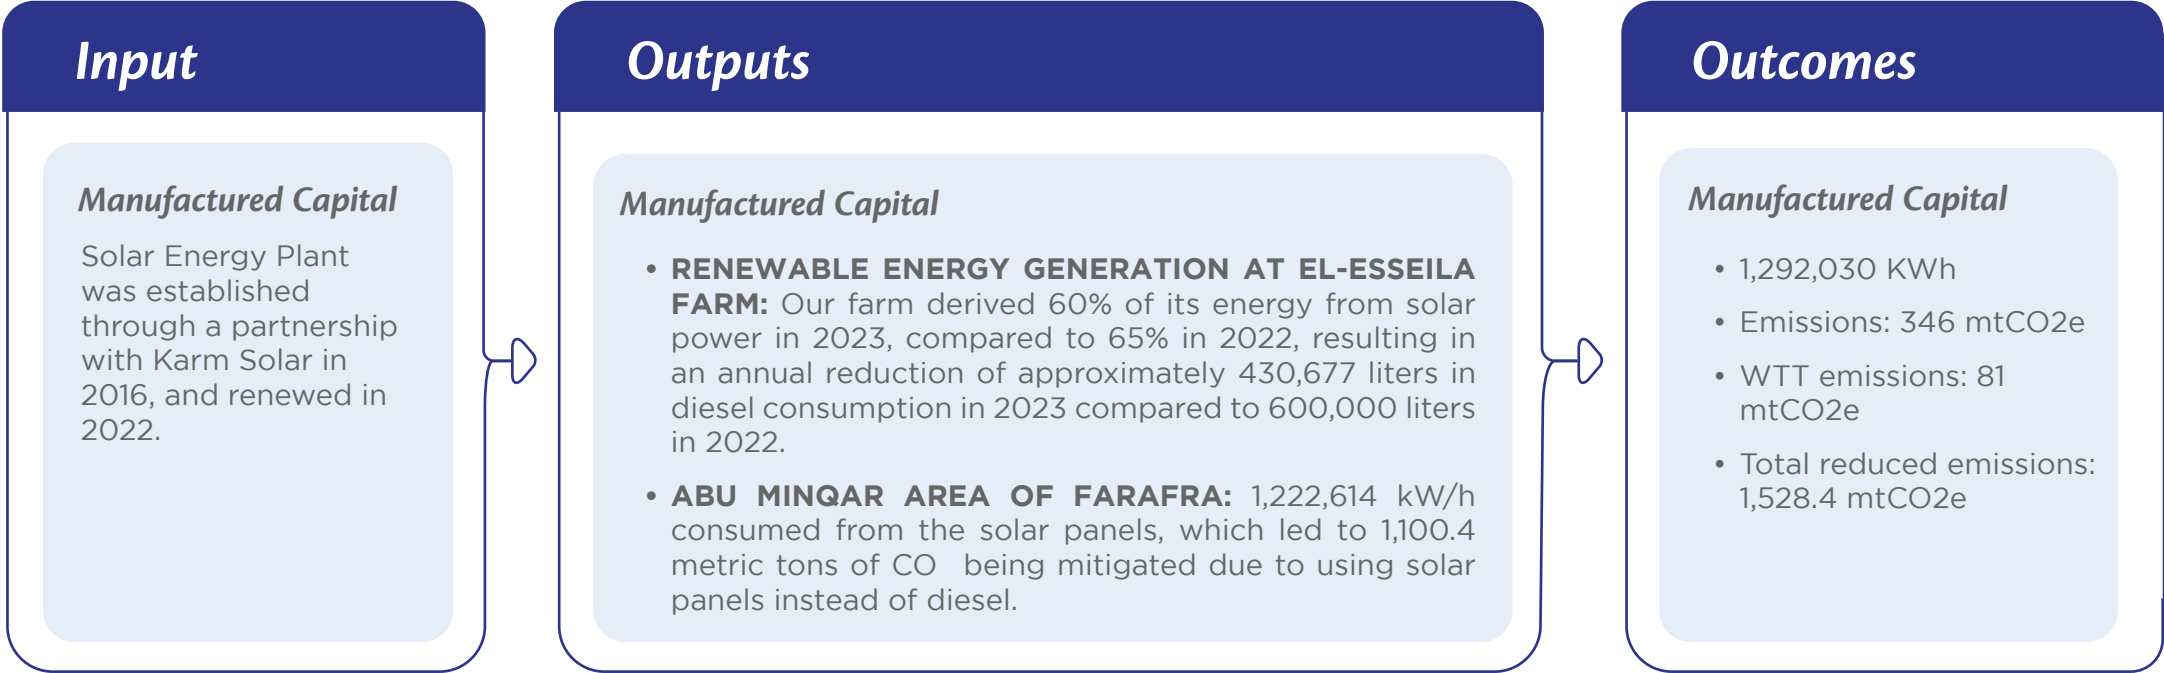 Input
Manufactured Capital
Solar Energy Plant
was established
through a partnership
with Karm Solar in
2016, and renewed in
2022.
Outputs
Manufactured Capital
• RENEWABLE ENERGY GENERATION AT EL-ESSEILA
FARM: Our farm derived 60% of its energy from solar
power in 2023, compared to 65% in 2022, resulting in
an annual reduction of approximately 430,677 liters in
diesel consumption in 2023 compared to 600,000 liters
in 2022.
• ABU MINQAR AREA OF FARAFRA: 1,222,614 kW/h
consumed from the solar panels, which led to 1,100.4
metric tons of CO being mitigated due to using solar
panels instead of diesel.
Outcomes
Manufactured Capital
• 1,292,030 KWh
• Emissions: 346 mtCO2e
• WTT emissions: 81
mtCO2e
• Total reduced emissions:
1,528.4 mtCO2e